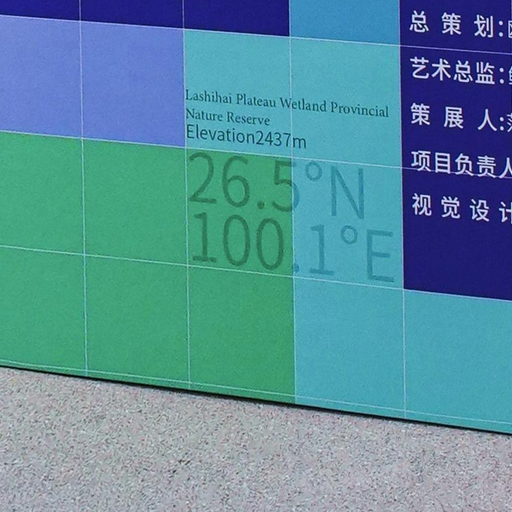 Lashihai Plateau Wetland Provincial
Nature Reserve
Elevation2437m
26.5°N
100.1°E
总 策 划:
艺术总监:
策 展 人:
项目负责人
视 觉 设 计